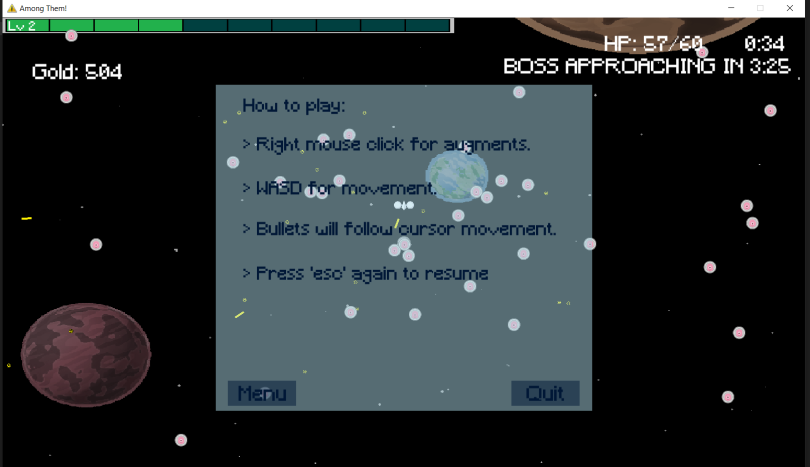 Among Them!
Lv 2
HP: 57/60 0:34
Gold: 504
BOSS APPROACHING IN 3:25
How to play:
> Right mouse click for augments.
> WASD for movement.
> Bullets will follow cursor movement.
> Press 'esc' again to resume
Menu Quit